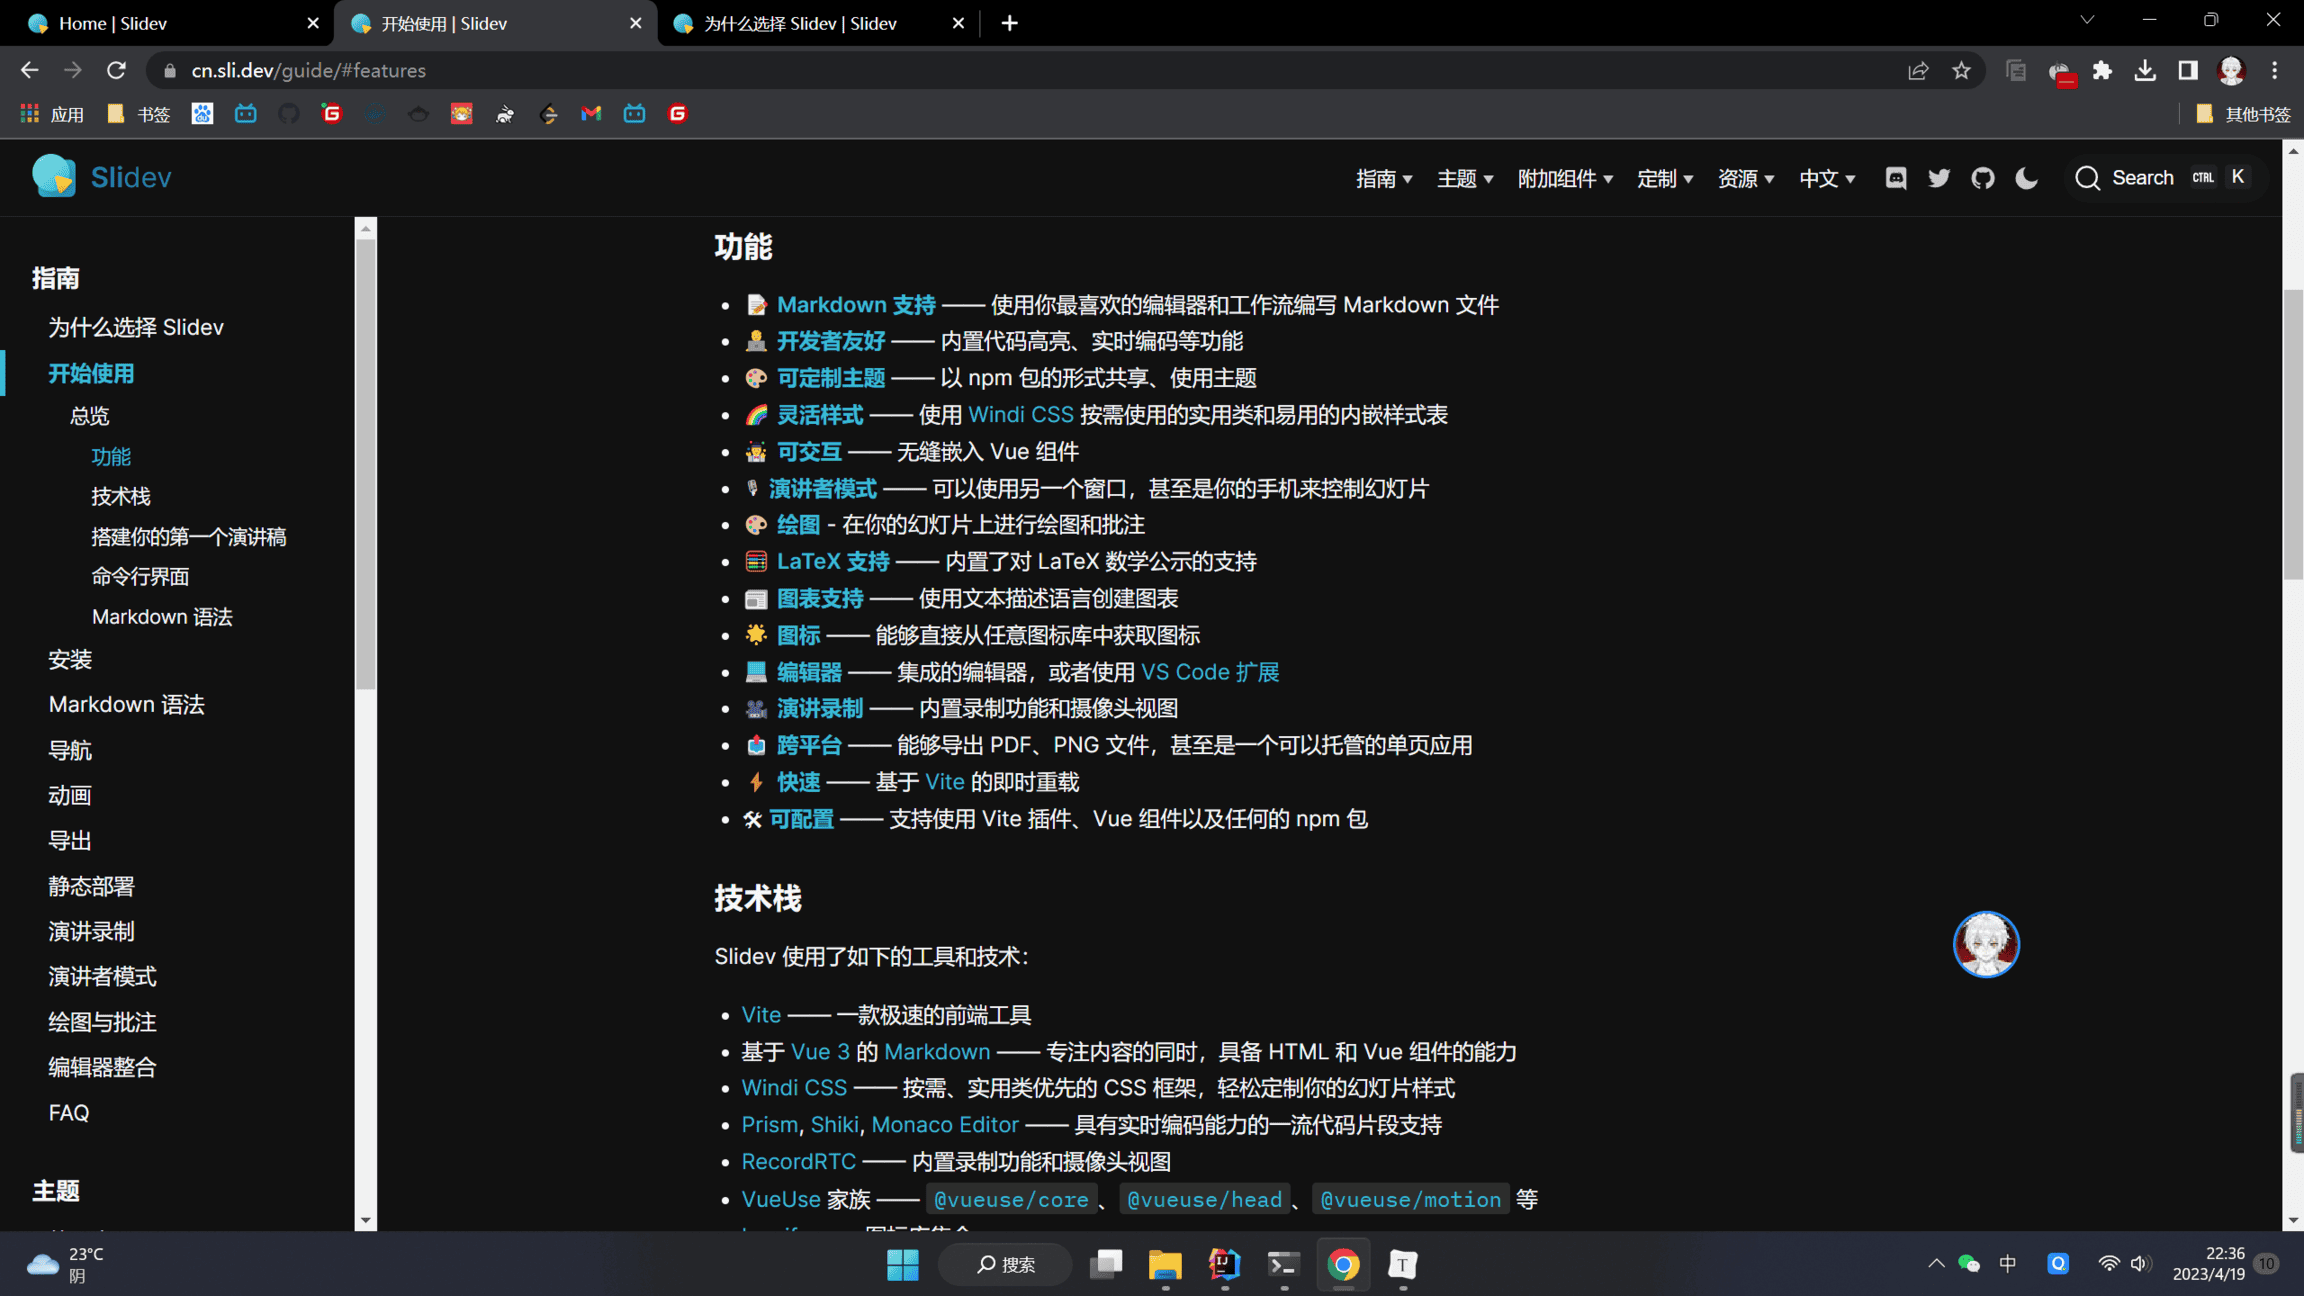 Home | Slidev
开始使用 | Slidev
为什么选择 Slidev | Slidev
cn.sli.dev/guide/#features
应用
书签
其他书签
Slidev
指南
主题
附加组件
定制
资源
中文
Search CTRL K
指南
为什么选择 Slidev
开始使用
总览
功能
技术栈
搭建你的第一个演讲稿
命令行界面
Markdown 语法
安装
Markdown 语法
导航
动画
导出
静态部署
演讲录制
演讲者模式
绘图与批注
编辑器整合
FAQ
主题
功能
Markdown 支持 —— 使用你最喜欢的编辑器和工作流编写 Markdown 文件
开发者友好 —— 内置代码高亮、实时编码等功能
可定制主题 —— 以 npm 包的形式共享、使用主题
灵活样式 —— 使用 Windi CSS 按需使用的实用类和易用的内嵌样式表
可交互 —— 无缝嵌入 Vue 组件
演讲者模式 —— 可以使用另一个窗口，甚至是你的手机来控制幻灯片
绘图 - 在你的幻灯片上进行绘图和批注
LaTeX 支持 —— 内置了对 LaTeX 数学公示的支持
图表支持 —— 使用文本描述语言创建图表
图标 —— 能够直接从任意图标库中获取图标
编辑器 —— 集成的编辑器，或者使用 VS Code 扩展
演讲录制 —— 内置录制功能和摄像头视图
跨平台 —— 能够导出 PDF、PNG 文件，甚至是一个可以托管的单页应用
快速 —— 基于 Vite 的即时重载
可配置 —— 支持使用 Vite 插件、Vue 组件以及任何的 npm 包
技术栈
Slidev 使用了如下的工具和技术：
Vite —— 一款极速的前端工具
基于 Vue 3 的 Markdown —— 专注内容的同时，具备 HTML 和 Vue 组件的能力
Windi CSS —— 按需、实用类优先的 CSS 框架，轻松定制你的幻灯片样式
Prism, Shiki, Monaco Editor —— 具有实时编码能力的一流代码片段支持
RecordRTC —— 内置录制功能和摄像头视图
VueUse 家族 —— @vueuse/core、@vueuse/head、@vueuse/motion 等
23°C
阴
搜索
中
22:36
2023/4/19
10